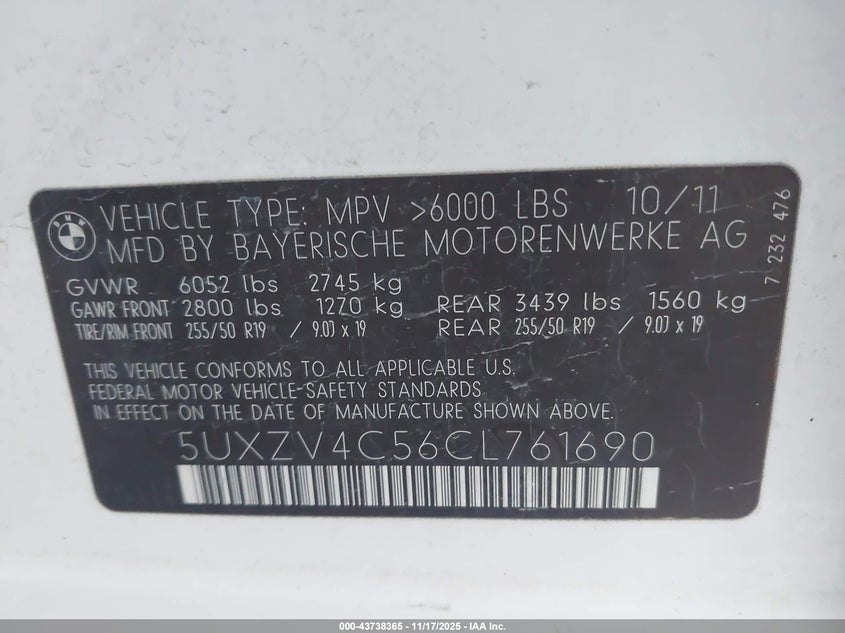 BMW
VEHICLE TYPE: MPV >6000 LBS 10/11
MFD BY BAYERISCHE MOTORENWERKE AG
GVWR 6052 lbs 2745 kg
GAWR FRONT 2800 lbs 1270 kg REAR 3439 lbs 1560 kg
TIRE/RIM FRONT 255/50 R19 / 9.0J x 19 REAR 255/50 R19 / 9.0J x 19
THIS VEHICLE CONFORMS TO ALL APPLICABLE U.S.
FEDERAL MOTOR VEHICLE-SAFETY STANDARDS
IN EFFECT ON THE DATE OF MANUFACTURE SHOWN ABOVE.
5UXZV4C56CL761690
7 232 476
000-43738365 - 11/17/2025 - IAA Inc.